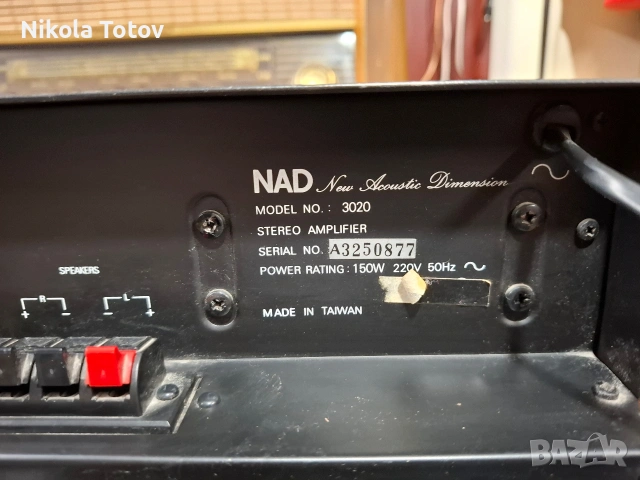 Nikola Totov
NAD New Acoustic Dimension
MODEL NO.: 3020
STEREO AMPLIFIER
SERIAL NO. A3250877
POWER RATING: 150W 220V 50Hz ~
MADE IN TAIWAN
SPEAKERS
R L
+ - - +
BAZAR